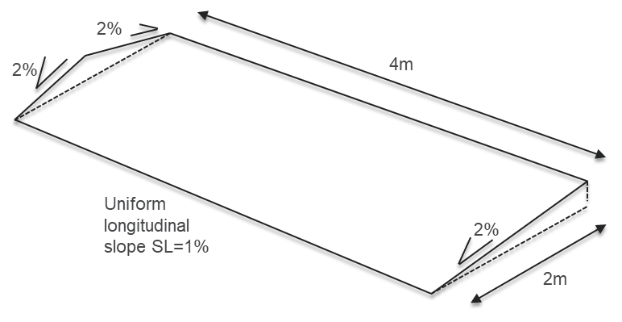 2%
2%
4m
Uniform
longitudinal
slope SL=1%
2%
2m